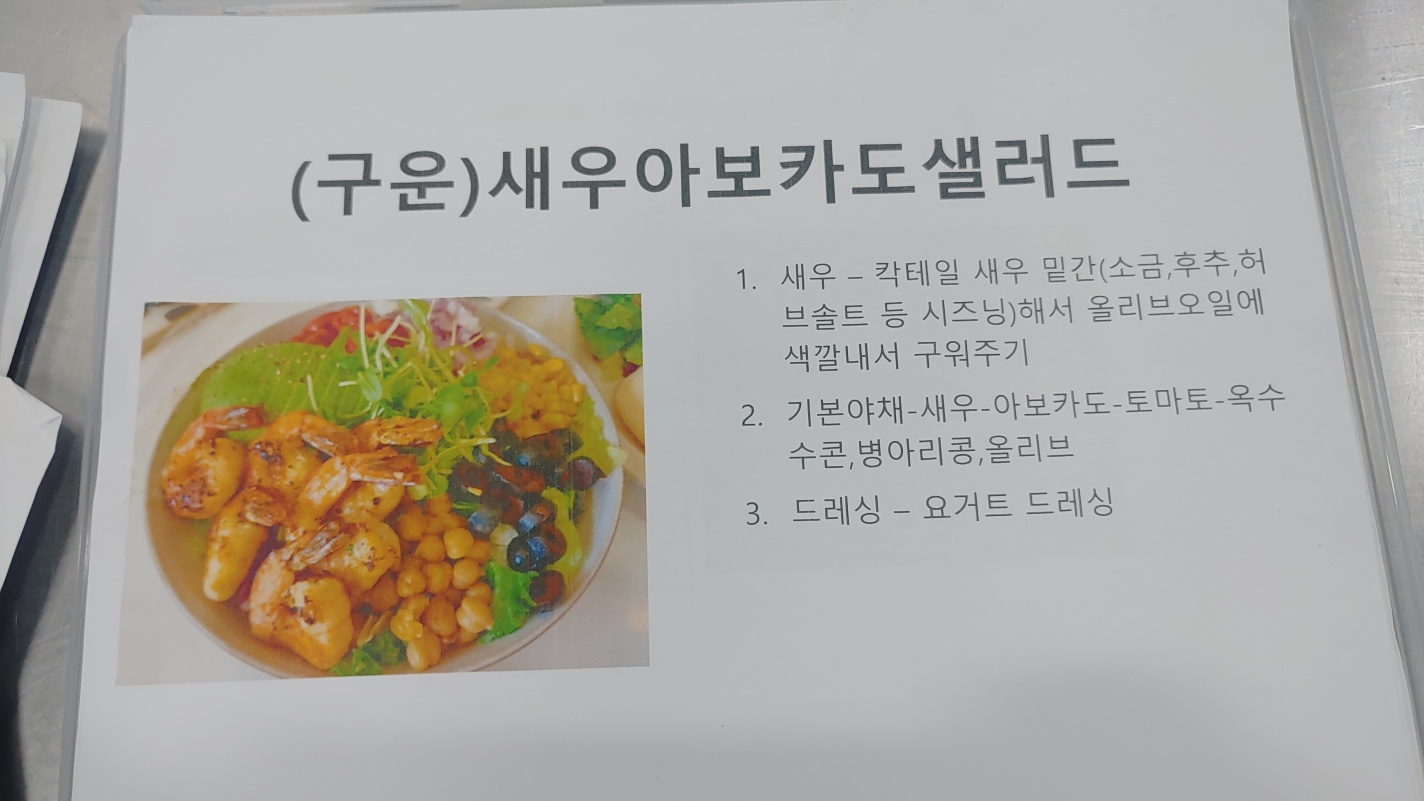 (구운)새우아보카도샐러드
1. 새우 – 칵테일 새우 밑간(소금,후추,허
브솔트 등 시즈닝)해서 올리브오일에
색깔내서 구워주기
2. 기본야채-새우-아보카도-토마토-옥수
수콘,병아리콩,올리브
3. 드레싱 – 요거트 드레싱